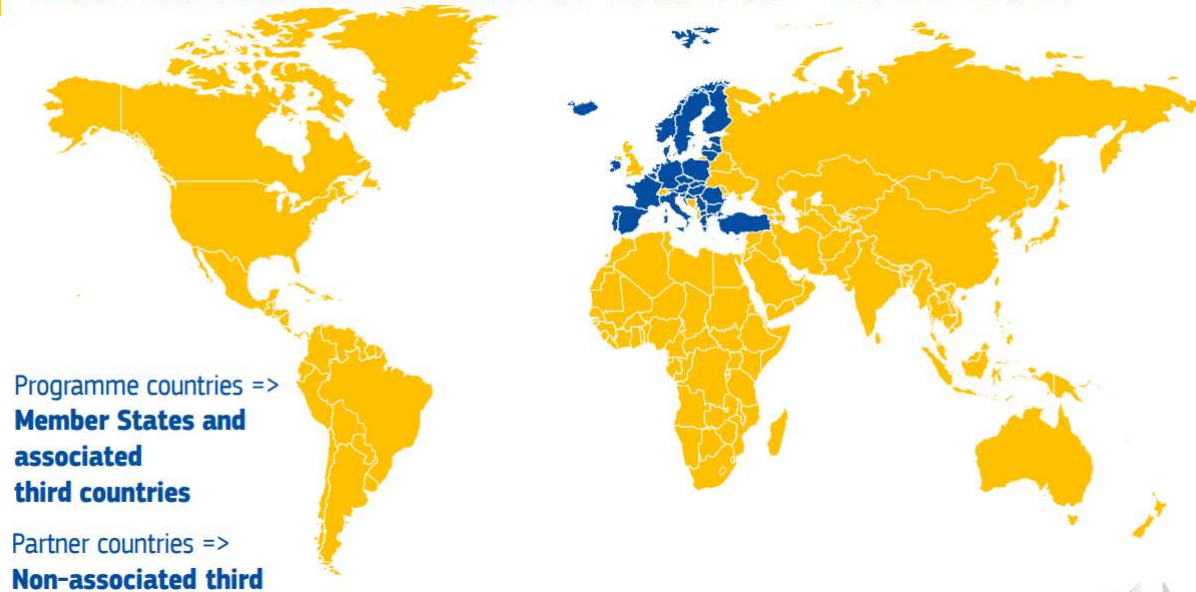 Programme countries =>
Member States and
associated
third countries
Partner countries =>
Non-associated third